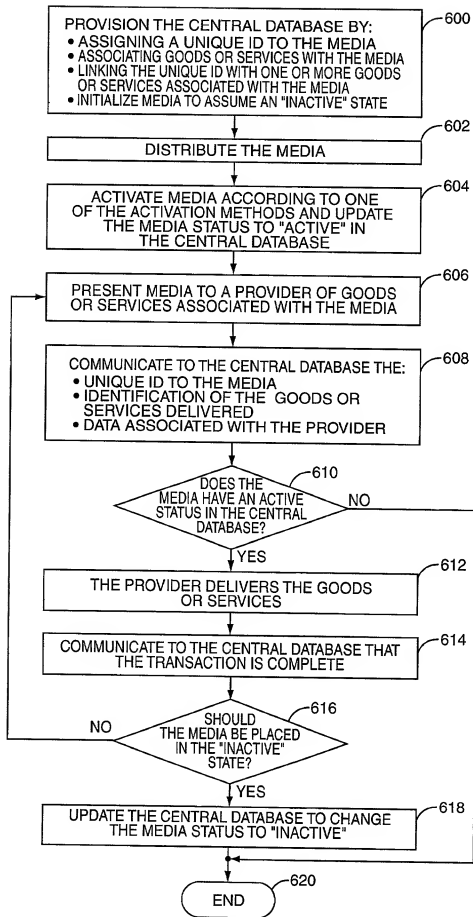 PROVISION THE CENTRAL DATABASE BY:
• ASSIGNING A UNIQUE ID TO THE MEDIA
• ASSOCIATING GOODS OR SERVICES WITH THE MEDIA
• LINKING THE UNIQUE ID WITH ONE OR MORE GOODS
OR SERVICES ASSOCIATED WITH THE MEDIA
• INITIALIZE MEDIA TO ASSUME AN "INACTIVE" STATE
600
602
DISTRIBUTE THE MEDIA
604
ACTIVATE MEDIA ACCORDING TO ONE
OF THE ACTIVATION METHODS AND UPDATE
THE MEDIA STATUS TO "ACTIVE" IN
THE CENTRAL DATABASE
606
PRESENT MEDIA TO A PROVIDER OF GOODS
OR SERVICES ASSOCIATED WITH THE MEDIA
608
COMMUNICATE TO THE CENTRAL DATABASE THE:
• UNIQUE ID TO THE MEDIA
• IDENTIFICATION OF THE GOODS OR
SERVICES DELIVERED
• DATA ASSOCIATED WITH THE PROVIDER
610
DOES THE
MEDIA HAVE AN ACTIVE
STATUS IN THE CENTRAL
DATABASE?
NO
YES
612
THE PROVIDER DELIVERS THE GOODS
OR SERVICES
614
COMMUNICATE TO THE CENTRAL DATABASE THAT
THE TRANSACTION IS COMPLETE
616
SHOULD
THE MEDIA BE PLACED
IN THE "INACTIVE"
STATE?
NO
YES
618
UPDATE THE CENTRAL DATABASE TO CHANGE
THE MEDIA STATUS TO "INACTIVE"
620
END